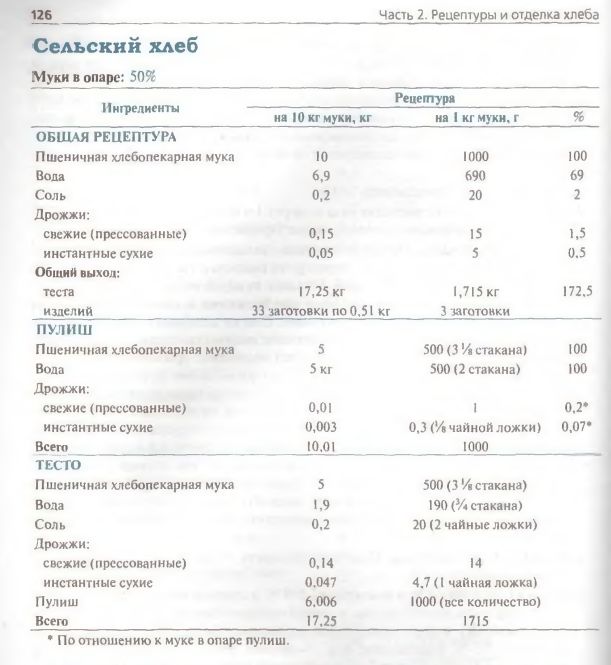 126
Часть 2. Рецептуры и отделка хлеба
Сельский хлеб
Муки в опаре: 50%
Ингредиенты Рецептура
на 10 кг муки, кг на 1 кг муки, г %
ОБЩАЯ РЕЦЕПТУРА
Пшеничная хлебопекарная мука 10 1000 100
Вода 6,9 690 69
Соль 0,2 20 2
Дрожжи:
свежие (прессованные) 0,15 15 1,5
инстантные сухие 0,05 5 0,5
Общий выход:
теста 17,25 кг 1,715 кг 172,5
изделий 33 заготовки по 0,51 кг 3 заготовки
ПУЛИШ
Пшеничная хлебопекарная мука 5 500 (3 ⅛ стакана) 100
Вода 5 кг 500 (2 стакана) 100
Дрожжи:
свежие (прессованные) 0,01 1 0,2*
инстантные сухие 0,003 0,3 (⅛ чайной ложки) 0,07*
Всего 10,01 1000
ТЕСТО
Пшеничная хлебопекарная мука 5 500 (3 ⅛ стакана)
Вода 1,9 190 (¾ стакана)
Соль 0,2 20 (2 чайные ложки)
Дрожжи:
свежие (прессованные) 0,14 14
инстантные сухие 0,047 4,7 (1 чайная ложка)
Пулиш 6,006 1000 (все количество)
Всего 17,25 1715
* По отношению к муке в опаре пулиш.